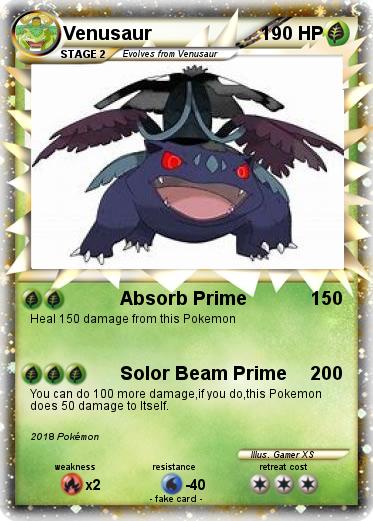 Venusaur 190 HP
STAGE 2 Evolves from Venusaur
Absorb Prime 150
Heal 150 damage from this Pokemon
Solor Beam Prime 200
You can do 100 more damage,if you do,this Pokemon
does 50 damage to Itself.
2018 Pokémon
Illus. Gamer XS
weakness resistance retreat cost
x2 -40
- fake card -